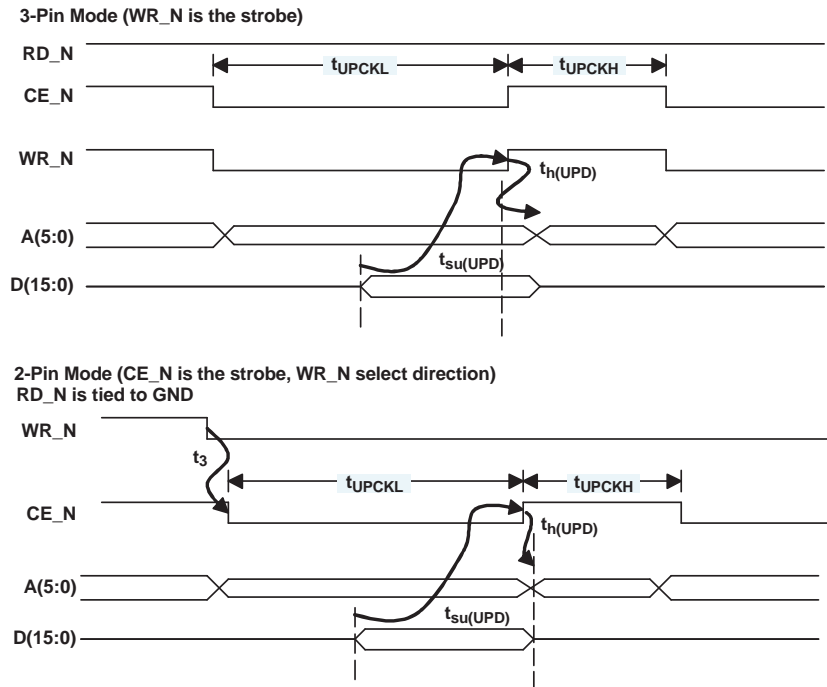 3-Pin Mode (WR_N is the strobe)
RD_N
tUPCKL
tUPCKH
CE_N
WR_N
th(UPD)
A(5:0)
tsu(UPD)
D(15:0)
2-Pin Mode (CE_N is the strobe, WR_N select direction)
RD_N is tied to GND
WR_N
t3
tUPCKL
tUPCKH
CE_N
th(UPD)
A(5:0)
tsu(UPD)
D(15:0)